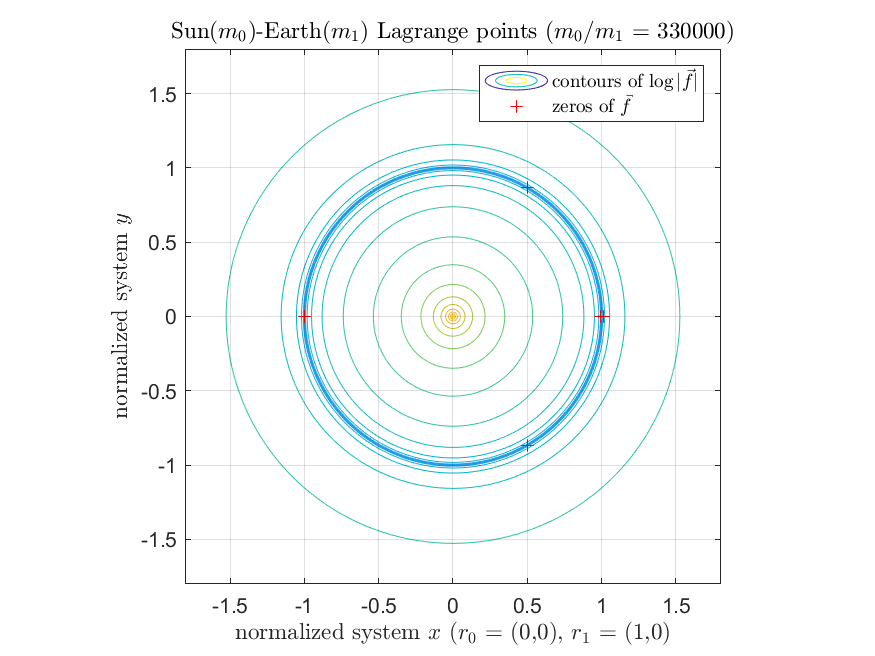 Sun(m₀)-Earth(m₁) Lagrange points (m₀/m₁ = 330000)
contours of log|f⃗|
zeros of f⃗
normalized system y
1.5
1
0.5
0
-0.5
-1
-1.5
-1.5 -1 -0.5 0 0.5 1 1.5
normalized system x (r₀ = (0,0), r₁ = (1,0)